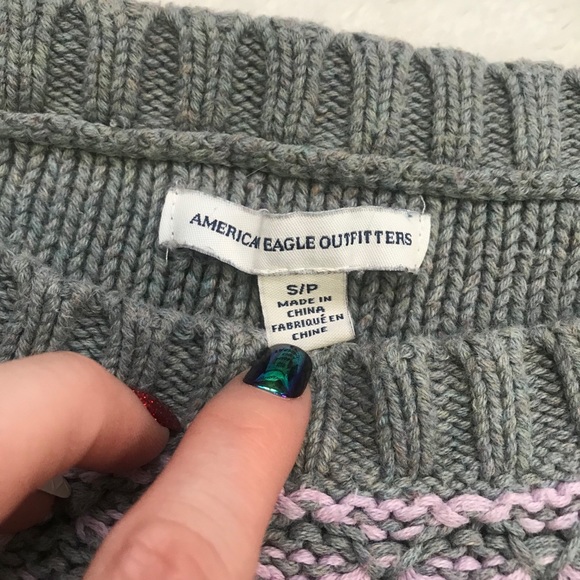 AMERICAN EAGLE OUTFITTERS
S/P
MADE IN
CHINA
FABRIQUÉ EN
CHINE